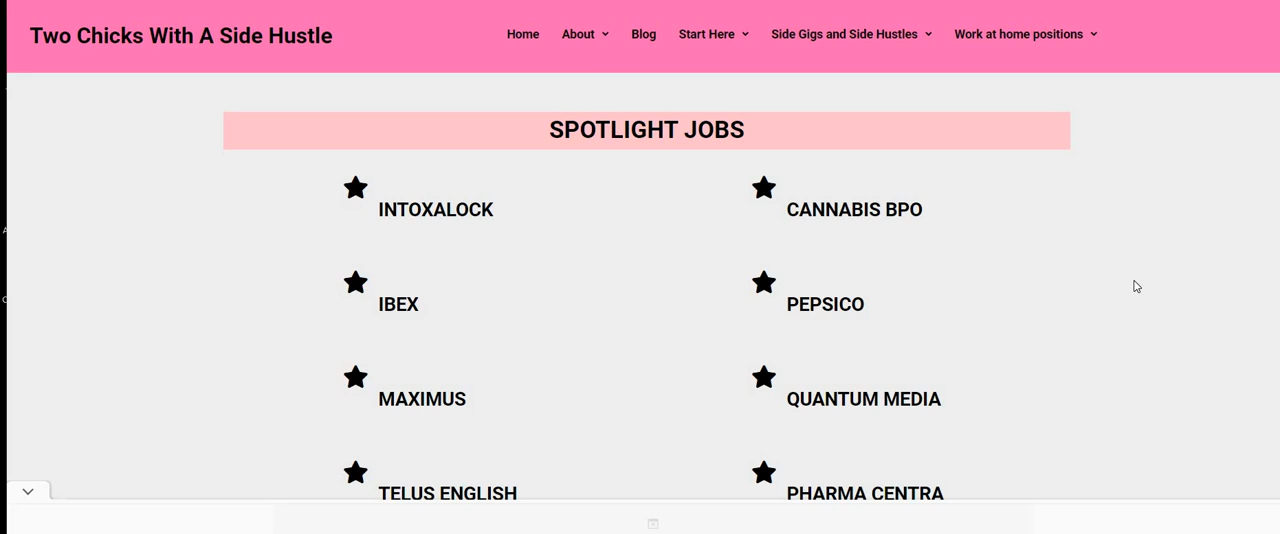 Two Chicks With A Side Hustle
Home About Blog Start Here Side Gigs and Side Hustles Work at home positions
SPOTLIGHT JOBS
INTOXALOCK
CANNABIS BPO
IBEX
PEPSICO
MAXIMUS
QUANTUM MEDIA
TELUS ENGLISH
PHARMA CENTRA